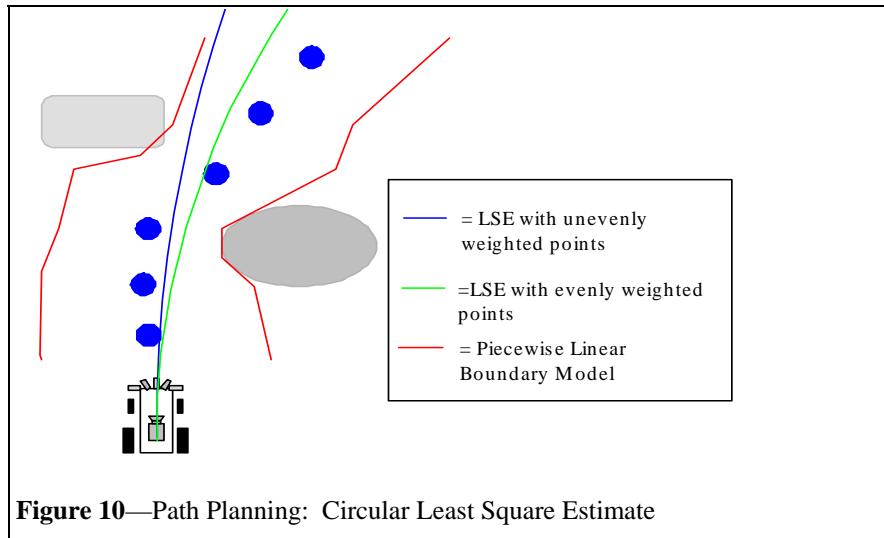 = LSE with unevenly
weighted points
=LSE with evenly weighted
points
= Piecewise Linear
Boundary Model
Figure 10—Path Planning: Circular Least Square Estimate